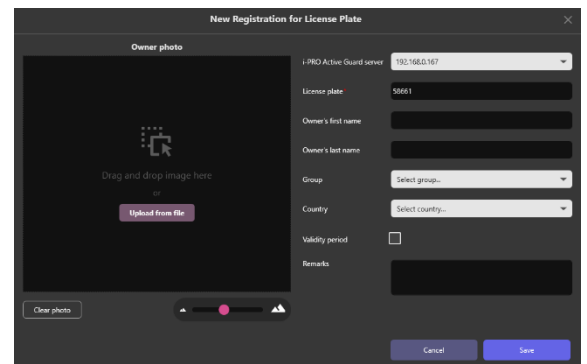 New Registration for License Plate
Owner photo
Drag and drop image here
or
Upload from file
Clear photo
i-PRO Active Guard server
192.168.0.167
License plate
58661
Owner's first name
Owner's last name
Group
Select group...
Country
Select country...
Validity period
Remarks
Cancel
Save